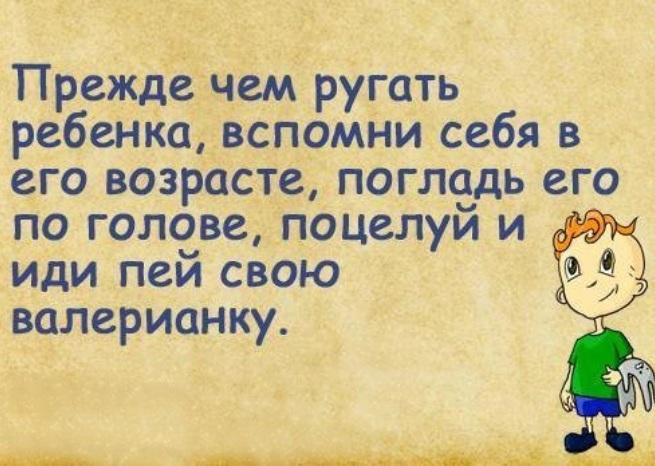 Прежде чем ругать
ребенка, вспомни себя в
его возрасте, погладь его
по голове, поцелуй и
иди пей свою
валерианку.